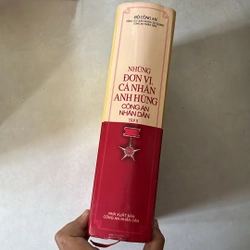 BỘ CÔNG AN
NHỮNG
ĐƠN VỊ,
CÁ NHÂN
ANH HÙNG
CÔNG AN
NHÂN DÂN
NHÀ XUẤT BẢN
CÔNG AN NHÂN DÂN